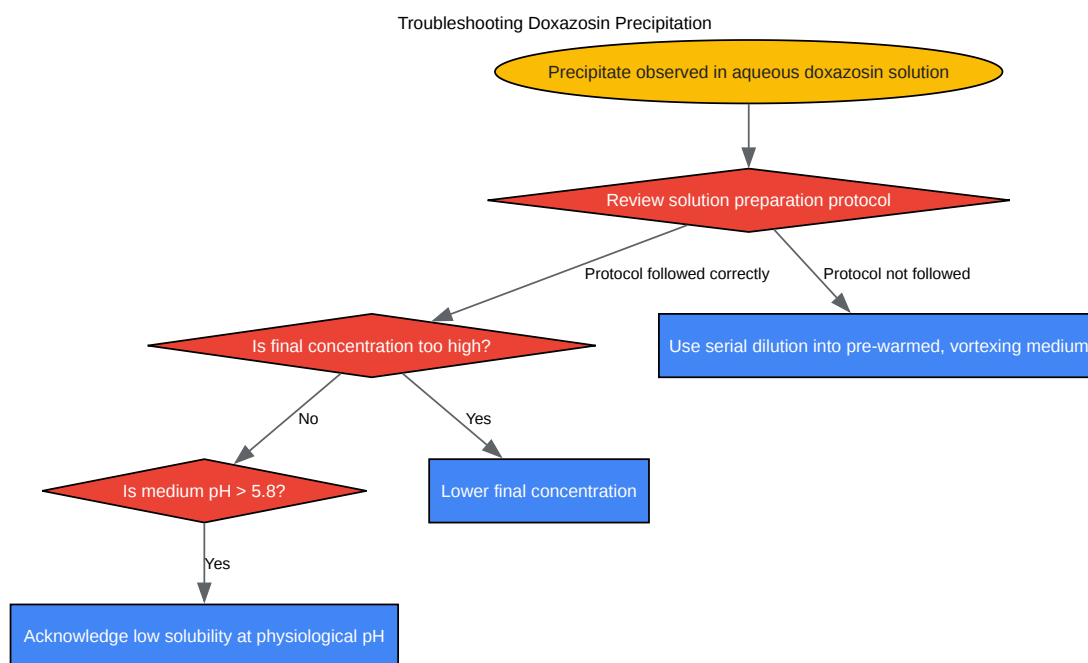 Troubleshooting Doxazosin Precipitation
Precipitate observed in aqueous doxazosin solution
Review solution preparation protocol
Protocol followed correctly
Protocol not followed
Is final concentration too high?
Use serial dilution into pre-warmed, vortexing medium
No
Yes
Is medium pH > 5.8?
Lower final concentration
Yes
Acknowledge low solubility at physiological pH